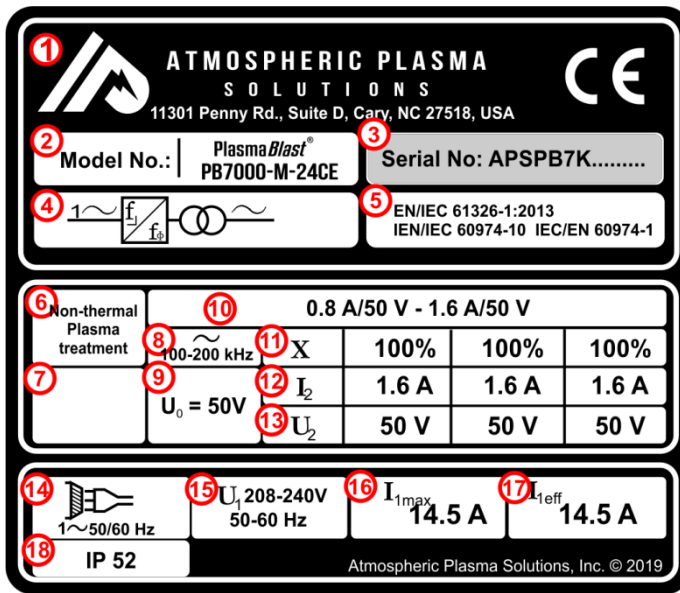 1
ATMOSPHERIC PLASMA
SOLUTIONS
11301 Penny Rd., Suite D, Cary, NC 27518, USA
CE
2
Model No.:
PlasmaBlast®
PB7000-M-24CE
3
Serial No: APSPB7K.........
4
1~
f
fϕ
~
5
EN/IEC 61326-1:2013
IEN/IEC 60974-10 IEC/EN 60974-1
6
Non-thermal
Plasma
treatment
7
10
0.8 A/50 V - 1.6 A/50 V
8
~
100-200 kHz
11
X 100% 100% 100%
9
U₀ = 50V
12
I₂ 1.6 A 1.6 A 1.6 A
13
U₂ 50 V 50 V 50 V
14
1~50/60 Hz
15
U₁ 208-240V
50-60 Hz
16
I1max
14.5 A
17
I1eff
14.5 A
18
IP 52
Atmospheric Plasma Solutions, Inc. © 2019